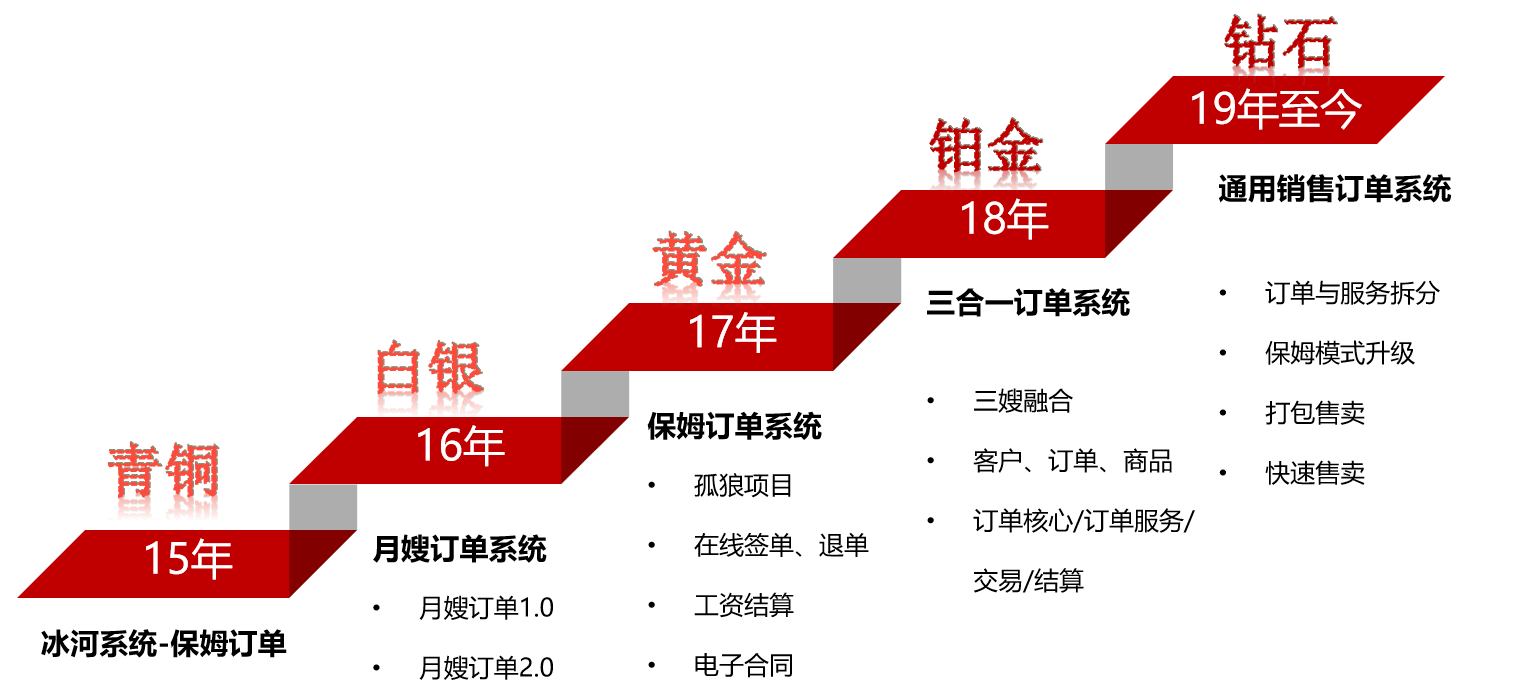 青铜
15年
冰河系统-保姆订单
白银
16年
月嫂订单系统
• 月嫂订单1.0
• 月嫂订单2.0
黄金
17年
保姆订单系统
• 孤狼项目
• 在线签单、退单
• 工资结算
• 电子合同
铂金
18年
三合一订单系统
• 三嫂融合
• 客户、订单、商品
• 订单核心/订单服务/
交易/结算
钻石
19年至今
通用销售订单系统
• 订单与服务拆分
• 保姆模式升级
• 打包售卖
• 快速售卖